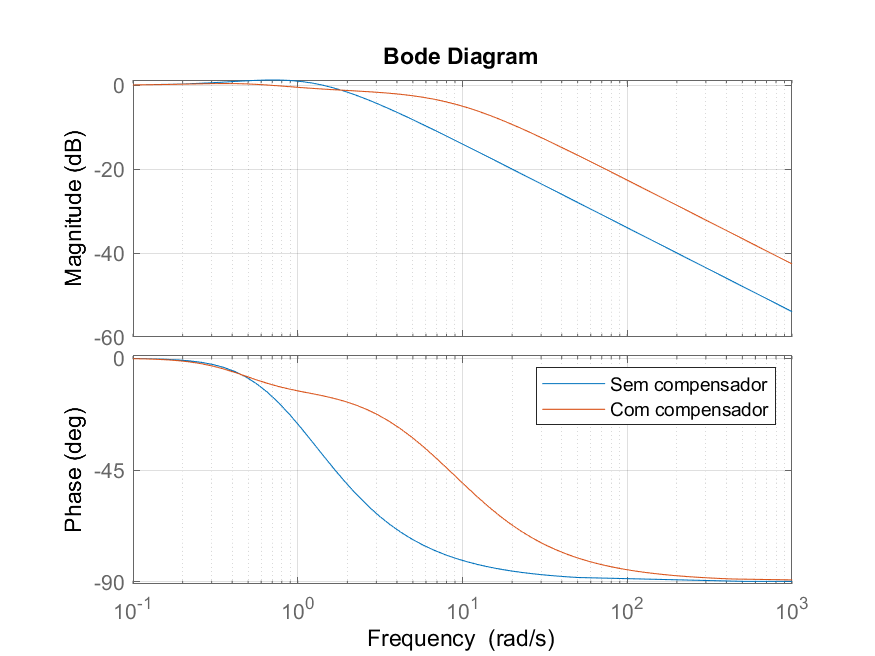 Bode Diagram
Magnitude (dB)
0
-20
-40
-60
Phase (deg)
0
-45
-90
Sem compensador
Com compensador
10^-1
10^0
10^1
10^2
10^3
Frequency (rad/s)